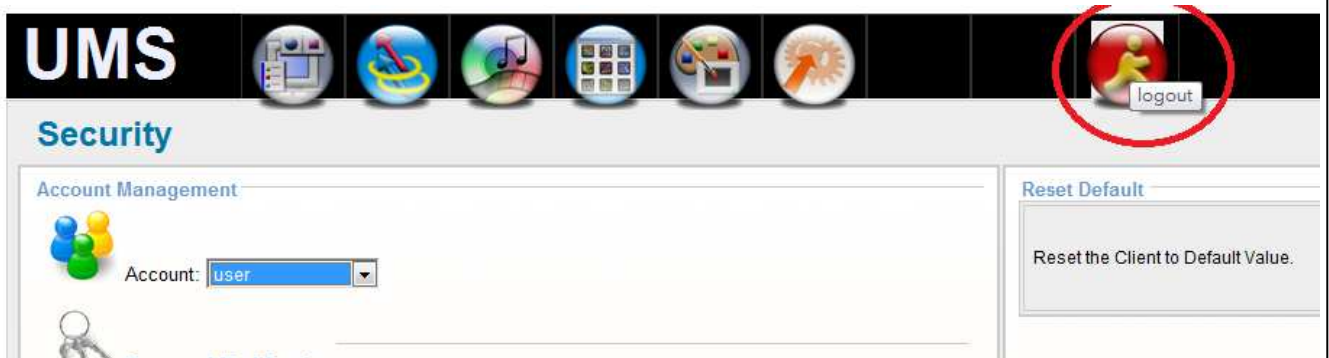 UMS
logout
Security
Account Management
Reset Default
Account: user
Reset the Client to Default Value.